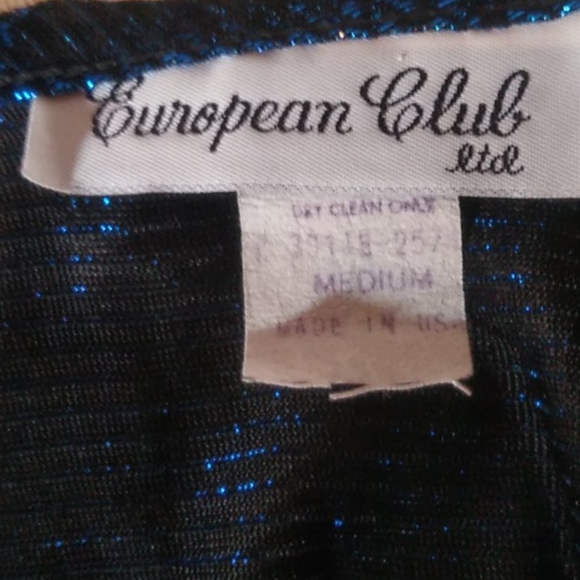 European Club
ltd
DRY CLEAN ONLY
MEDIUM
MADE IN US